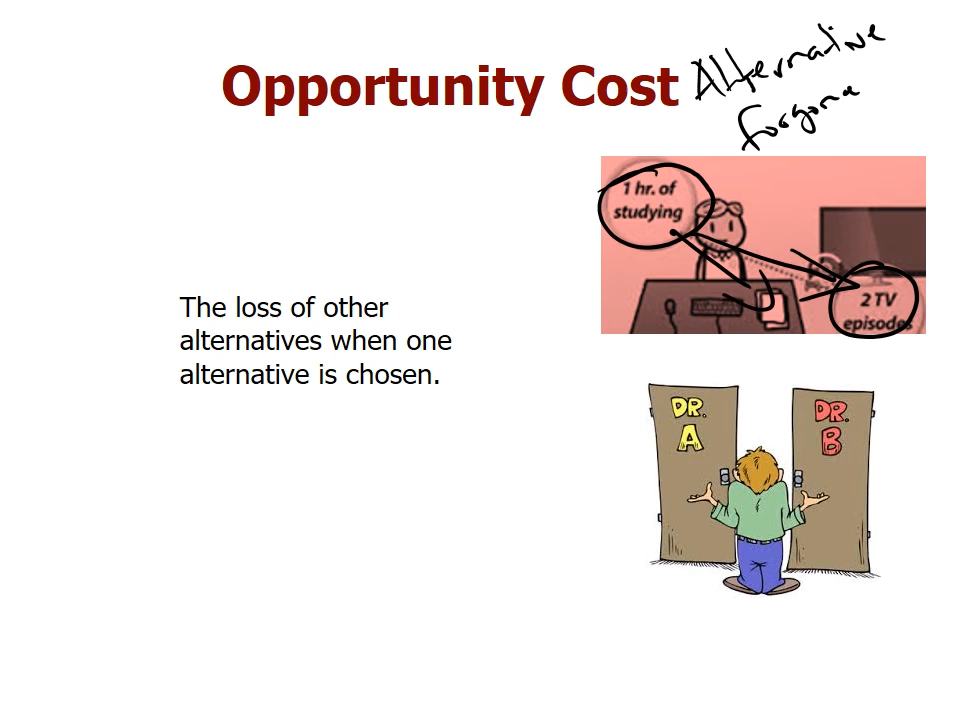 Opportunity Cost
Alternative
forgone
1 hr. of
studying
2 TV
episodes
The loss of other
alternatives when one
alternative is chosen.
DR.
A
DR.
B